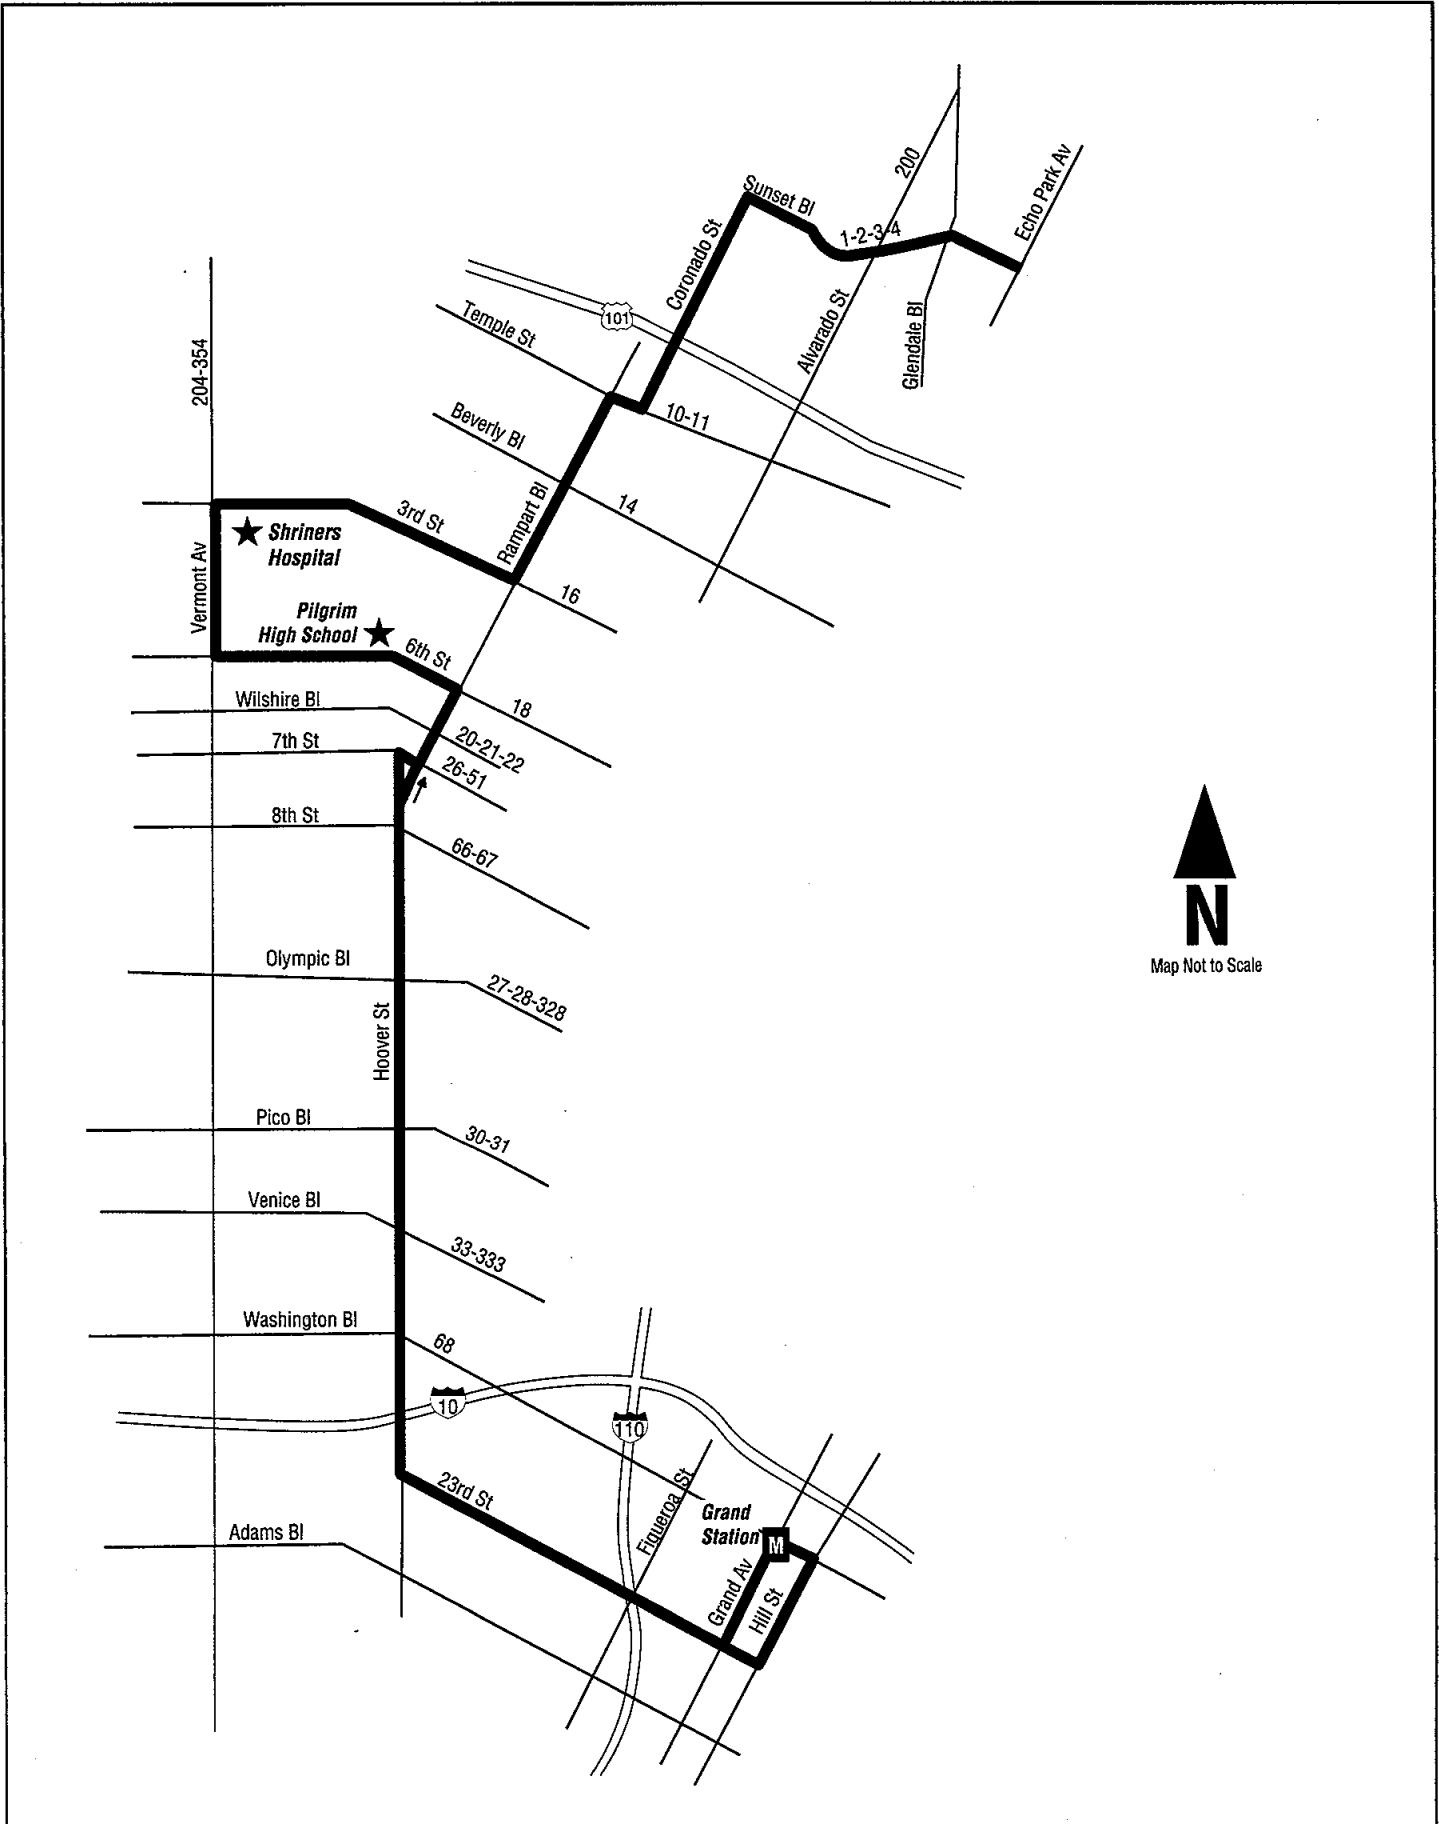 200
Echo Park Av
Sunset Bl
1-2-3-4
Coronado St
101
Temple St
Alvarado St
Glendale Bl
204-354
10-11
Beverly Bl
14
Rampart Bl
3rd St
Shriners
Hospital
Vermont Av
16
Pilgrim
High School
6th St
Wilshire Bl
18
7th St
20-21-22
26-51
8th St
66-67
N
Map Not to Scale
Olympic Bl
27-28-328
Hoover St
Pico Bl
30-31
Venice Bl
33-333
Washington Bl
68
10
110
23rd St
Figueroa St
Grand
Station
M
Adams Bl
Grand Av
Hill St